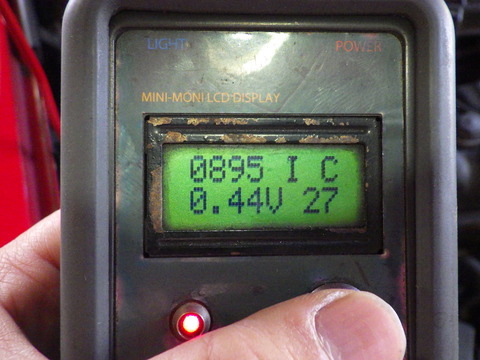 LIGHT POWER
MINI-MONI LCD DISPLAY
0895 I C
0.44V 27